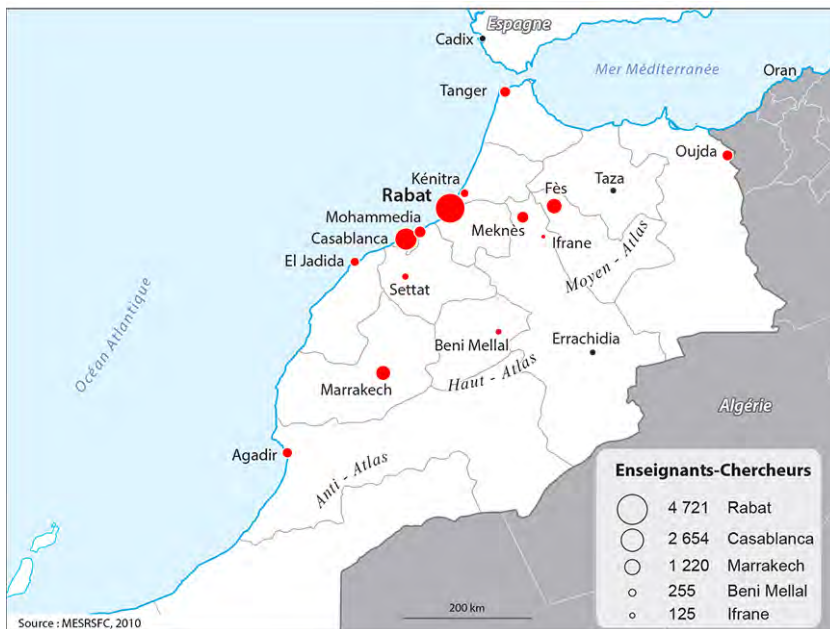 Espagne
Cadix
Mer Méditerranée
Oran
Tanger
Oujda
Kénitra
Rabat
Fès
Taza
Mohammedia
Meknès
Casablanca
Ifrane
El Jadida
Moyen - Atlas
Settat
Océan Atlantique
Beni Mellal
Errachidia
Haut - Atlas
Marrakech
Algérie
Agadir
Anti - Atlas
Enseignants-Chercheurs
4 721 Rabat
2 654 Casablanca
1 220 Marrakech
255 Beni Mellal
125 Ifrane
200 km
Source : MESRSFC, 2010